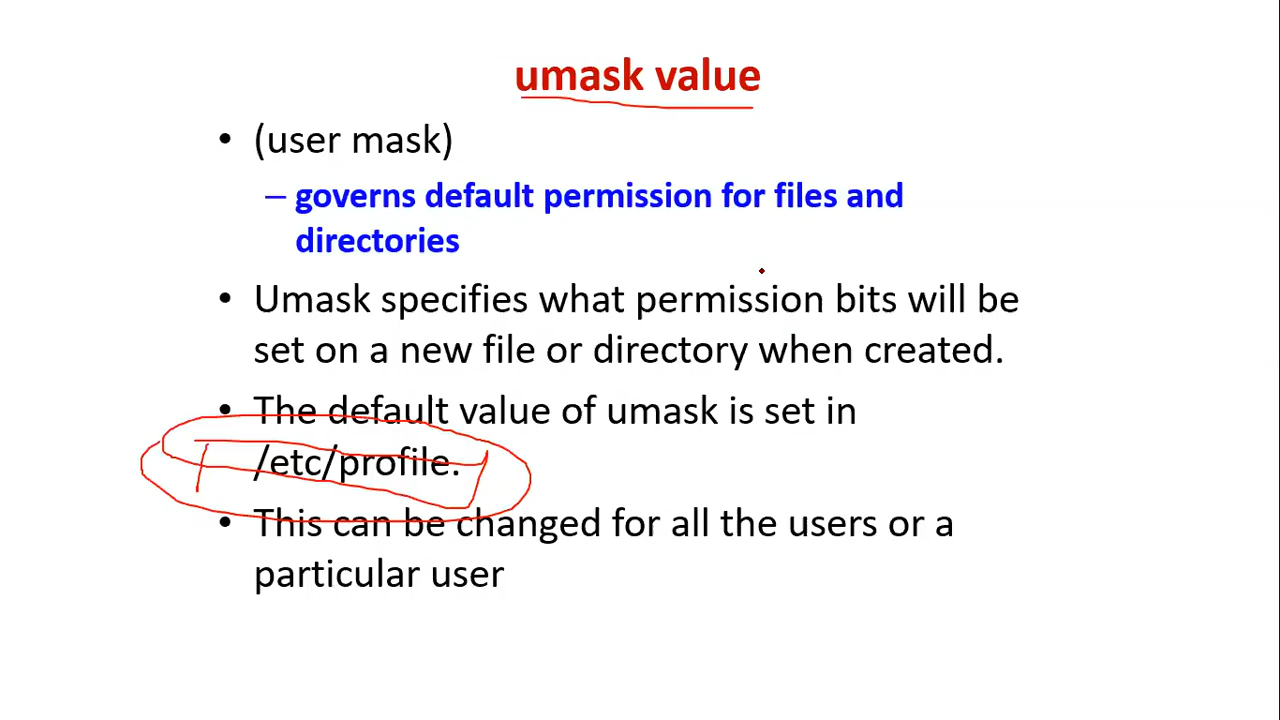 umask value
• (user mask)
– governs default permission for files and
directories
• Umask specifies what permission bits will be
set on a new file or directory when created.
• The default value of umask is set in
/etc/profile.
• This can be changed for all the users or a
particular user